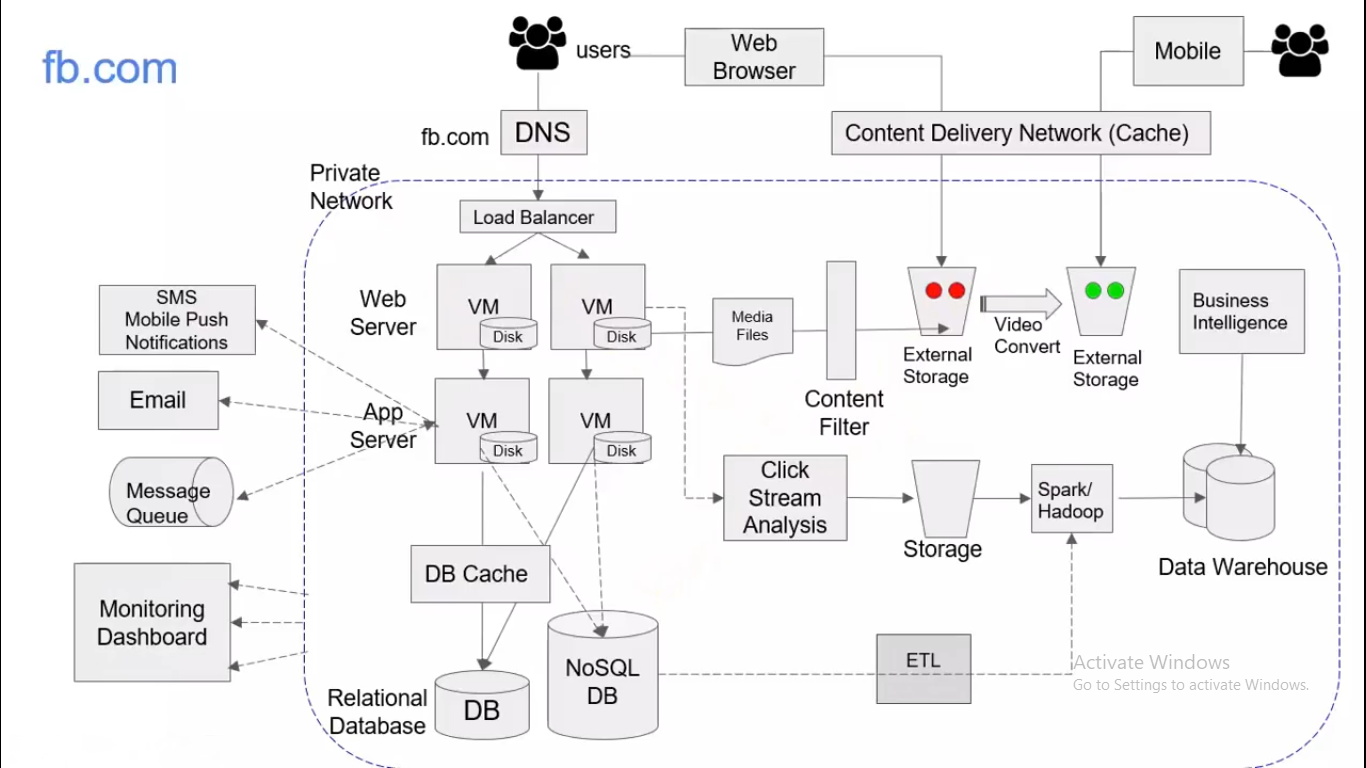 fb.com
users
Web
Browser
Mobile
fb.com
DNS
Content Delivery Network (Cache)
Private
Network
Load Balancer
Web
Server
VM
Disk
VM
Disk
Media
Files
Content
Filter
External
Storage
Video
Convert
External
Storage
Business
Intelligence
SMS
Mobile Push
Notifications
Email
Message
Queue
App
Server
VM
Disk
VM
Disk
Click
Stream
Analysis
Storage
Spark/
Hadoop
Data Warehouse
DB Cache
Monitoring
Dashboard
Relational
Database
DB
NoSQL
DB
ETL
Activate Windows
Go to Settings to activate Windows.